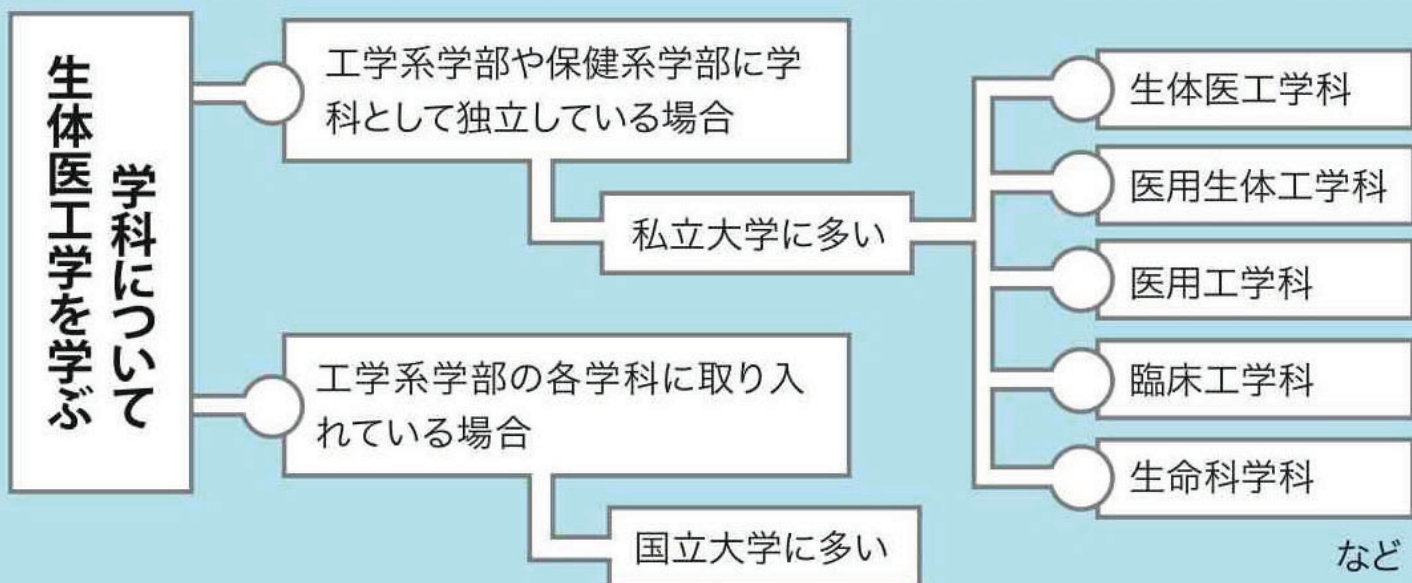 生体医工学を学ぶ
学科について
工学系学部や保健系学部に学
科として独立している場合
私立大学に多い
生体医工学科
医用生体工学科
医用工学科
臨床工学科
生命科学科
など
工学系学部の各学科に取り入
れている場合
国立大学に多い